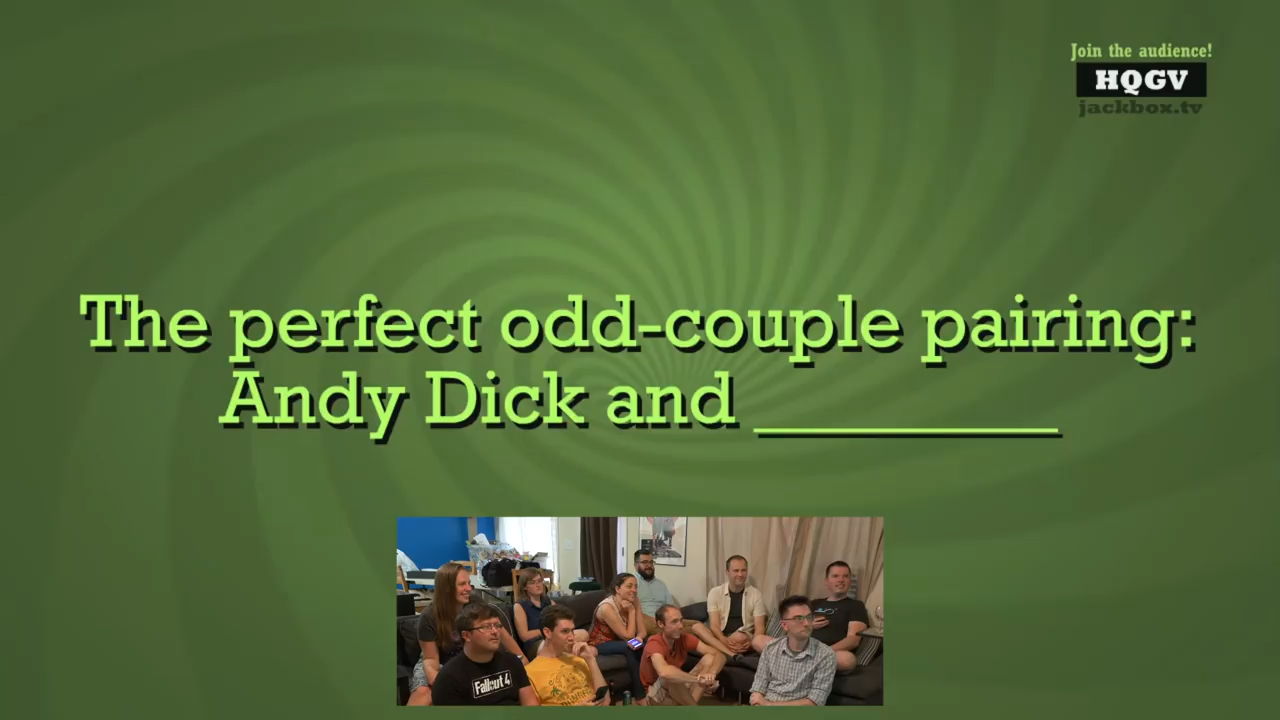 Join the audience!
HQGV
jackbox.tv
The perfect odd-couple pairing:
Andy Dick and ________
Fallout 4